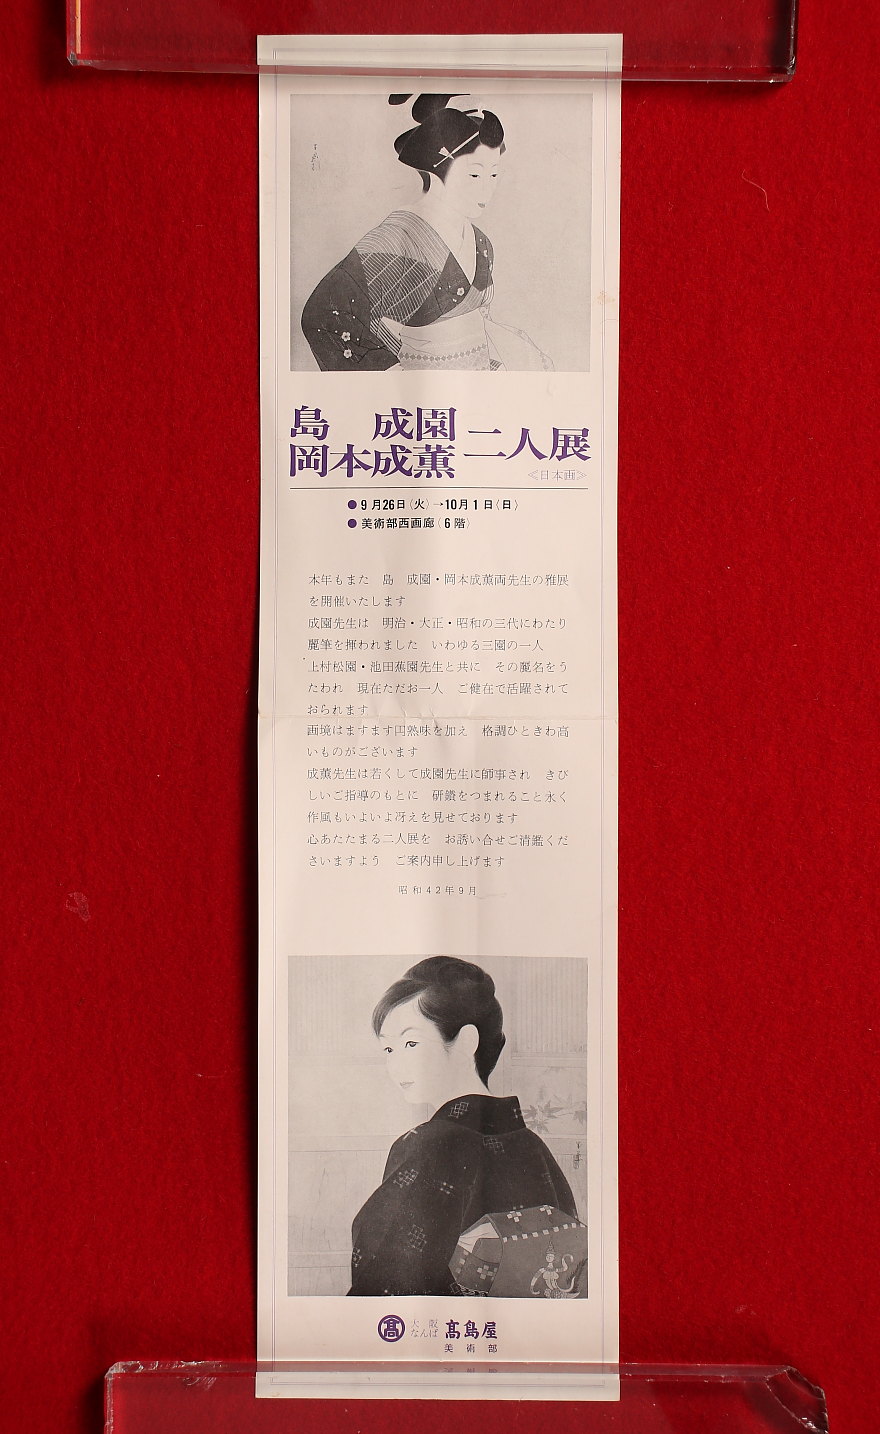 島 成園
岡本成薫
二人展
≪日本画≫
●9月26日〈火〉→10月1日〈日〉
●美術部西画廊〈6階〉
本年もまた 島 成園・岡本成薫両先生の雅展
を開催いたします
成園先生は 明治・大正・昭和の三代にわたり
麗筆を揮われました いわゆる三園の一人
上村松園・池田蕉園先生と共に その麗名をう
たわれ 現在ただお一人 ご健在で活躍されて
おられます
画境はますます円熟味を加え 格調ひときわ高
いものがございます
成薫先生は若くして成園先生に師事され きび
しいご指導のもとに 研鑚をつまれること永く
作風もいよいよ冴えを見せております
心あたたまる二人展を お誘い合せご清鑑くだ
さいますよう ご案内申し上げます
昭和42年9月
髙
大阪
なんば
髙島屋
美術部